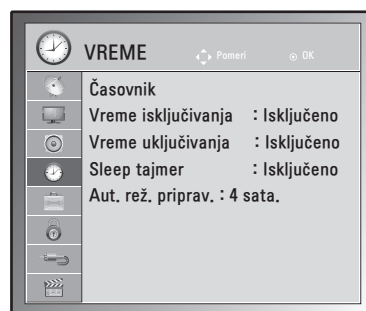 VREME Pomeri OK
Časovnik
Vreme isključivanja : Isključeno
Vreme uključivanja : Isključeno
Sleep tajmer : Isključeno
Aut. rež. priprav. : 4 sata.